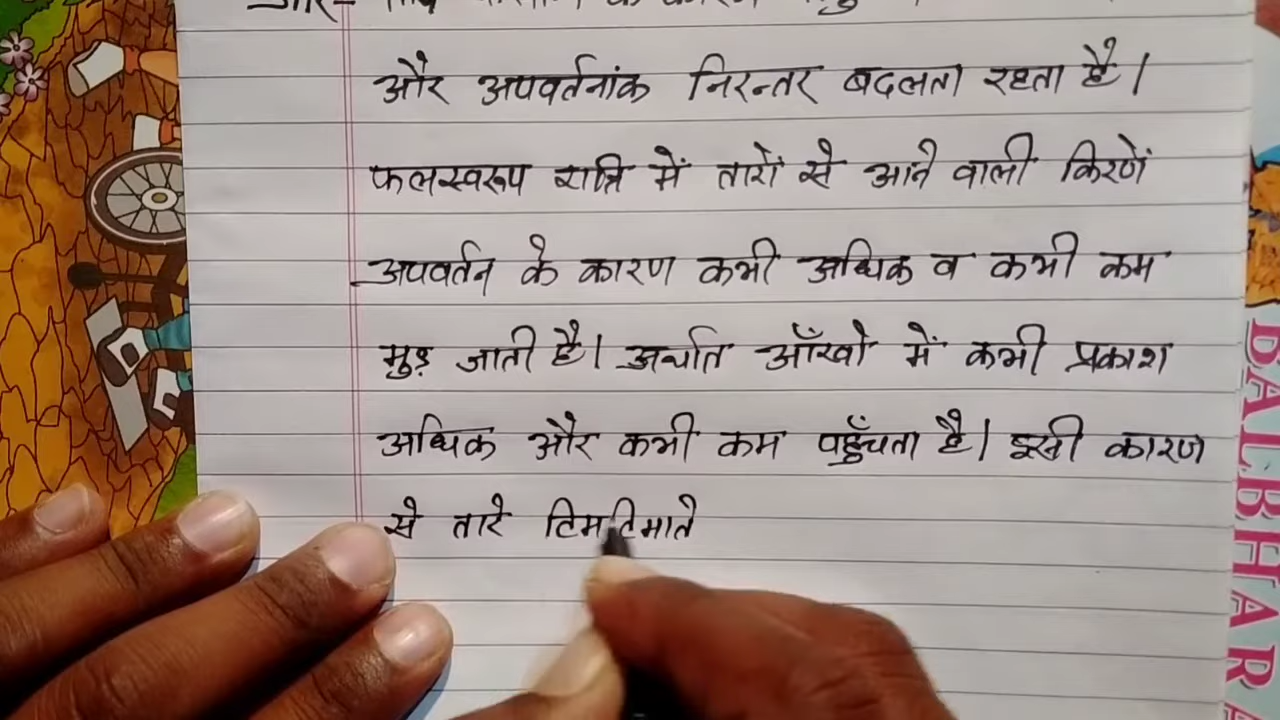 और अपवर्तनांक निरन्तर बदलता रहता है।
फलस्वरूप रात्रि में तारों से आने वाली किरणें
अपवर्तन के कारण कभी अधिक व कभी कम
मुड़ जाती है। अर्थात आँखो में कभी प्रकाश
अधिक और कभी कम पहुँचता है। इसी कारण
से तारे टिमटिमाते
DALBHARA